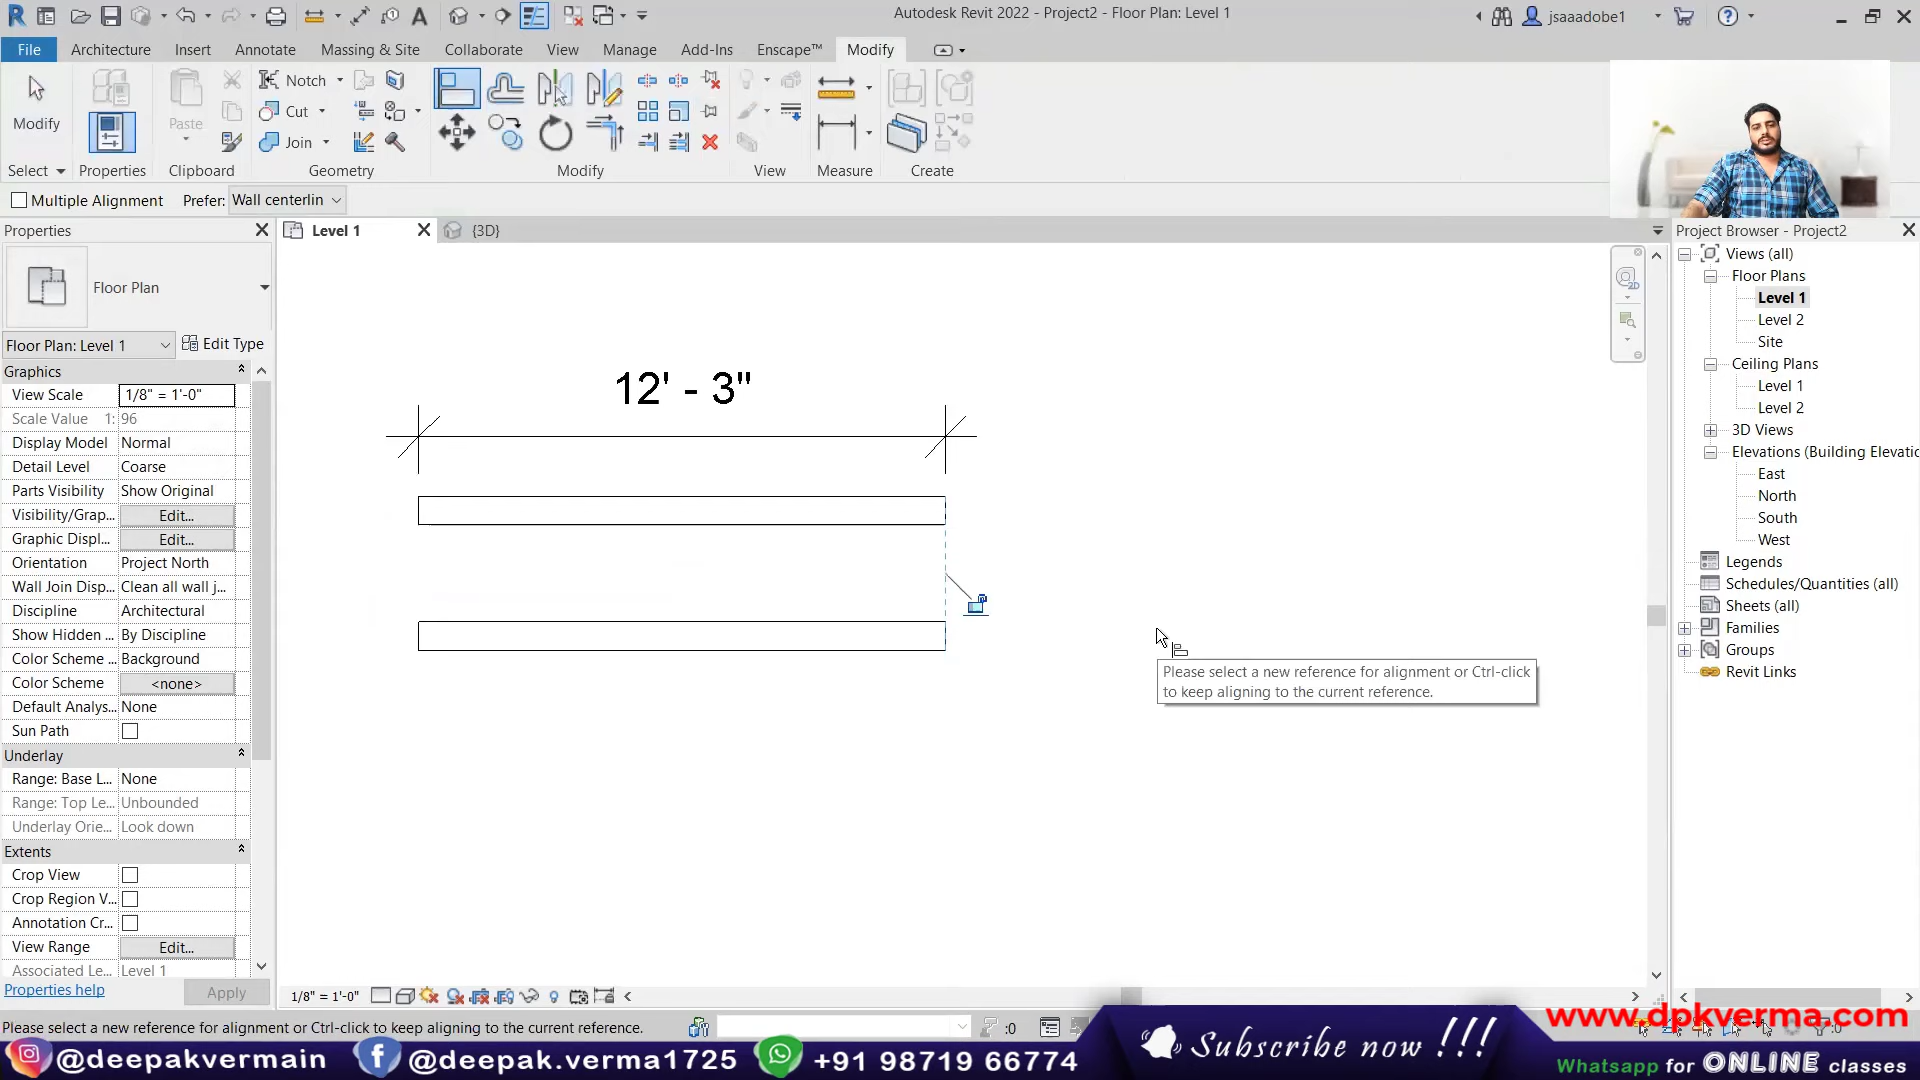 Autodesk Revit 2022 - Project2 - Floor Plan: Level 1
jsaaadobe1
File Architecture Insert Annotate Massing & Site Collaborate View Manage Add-Ins Enscape™ Modify
Modify
Paste
Notch
Cut
Join
Select Properties Clipboard Geometry Modify View Measure Create
Multiple Alignment Prefer: Wall centerlin
Properties
Level 1
{3D}
Project Browser - Project2
Floor Plan
Floor Plan: Level 1
Edit Type
Graphics
View Scale 1/8" = 1'-0"
Scale Value 1: 96
Display Model Normal
Detail Level Coarse
Parts Visibility Show Original
Visibility/Grap... Edit...
Graphic Displ... Edit...
Orientation Project North
Wall Join Disp... Clean all wall j...
Discipline Architectural
Show Hidden ... By Discipline
Color Scheme ... Background
Color Scheme <none>
Default Analys... None
Sun Path
Underlay
Range: Base L... None
Range: Top Le... Unbounded
Underlay Orie... Look down
Extents
Crop View
Crop Region V...
Annotation Cr...
View Range Edit...
Associated Le... Level 1
Properties help
Apply
12' - 3"
2D
Please select a new reference for alignment or Ctrl-click
to keep aligning to the current reference.
Views (all)
Floor Plans
Level 1
Level 2
Site
Ceiling Plans
Level 1
Level 2
3D Views
Elevations (Building Elevatio
East
North
South
West
Legends
Schedules/Quantities (all)
Sheets (all)
Families
Groups
Revit Links
1/8" = 1'-0"
Please select a new reference for alignment or Ctrl-click to keep aligning to the current reference.
:0
:0
www.dpkverma.com
@deepakvermain
@deepak.verma1725
+91 98719 66774
Subscribe now !!!
Whatsapp for ONLINE classes